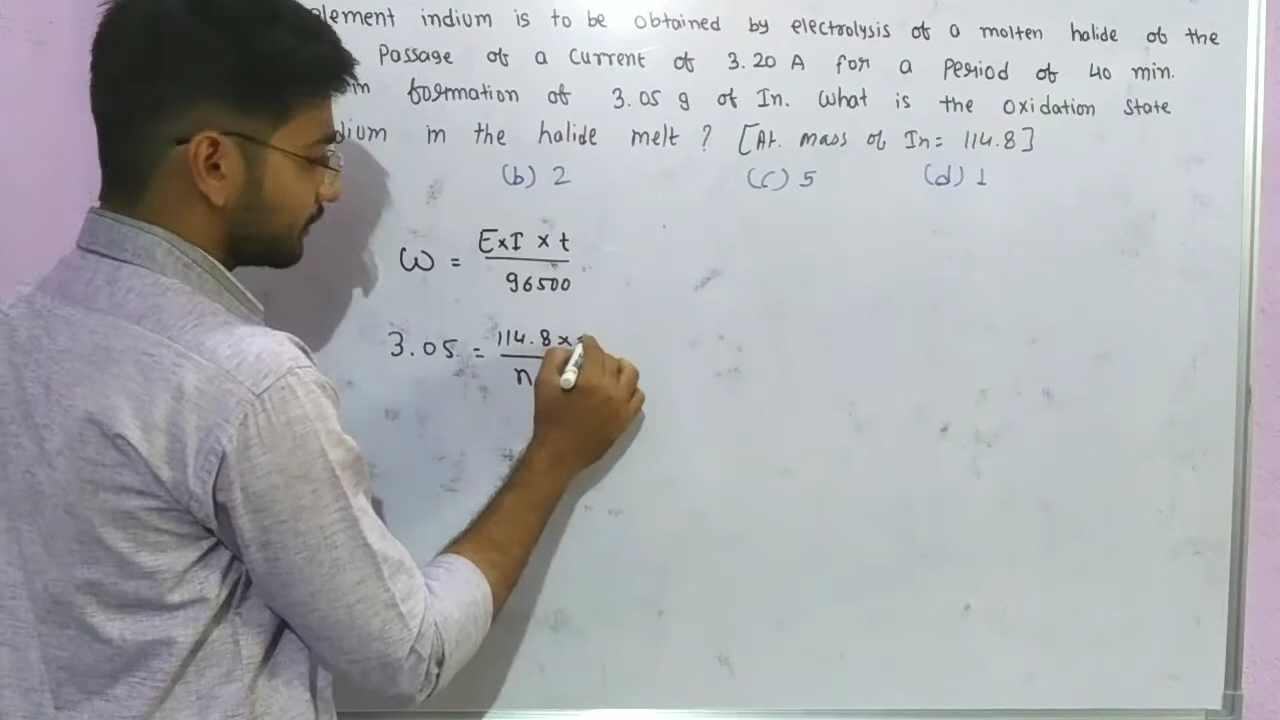 element indium is to be obtained by electrolysis of a molten halide of the
Passage of a current of 3.20 A for a period of 40 min.
in formation of 3.05 g of In. What is the oxidation state
dium in the halide melt ? [At. mass of In = 114.8]
(b) 2 (c) 5 (d) 1
ω = E×I × t
96500
3.05 = 114.8 ×
n